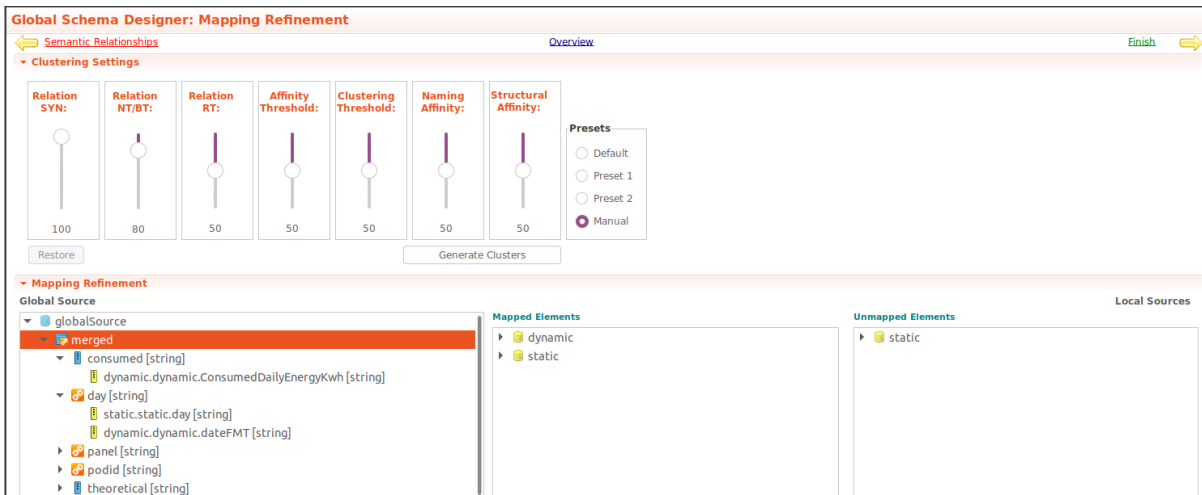 Global Schema Designer: Mapping Refinement
Semantic Relationships Overview Finish
Clustering Settings
Relation SYN:
Relation NT/BT:
Relation RT:
Affinity Threshold:
Clustering Threshold:
Naming Affinity:
Structural Affinity:
100 80 50 50 50 50 50
Presets
Default
Preset 1
Preset 2
Manual
Restore Generate Clusters
Mapping Refinement
Global Source Local Sources
globalSource
merged
consumed [string]
dynamic.dynamic.ConsumedDailyEnergyKwh [string]
day [string]
static.static.day [string]
dynamic.dynamic.dateFMT [string]
panel [string]
podid [string]
theoretical [string]
Mapped Elements
dynamic
static
Unmapped Elements
static